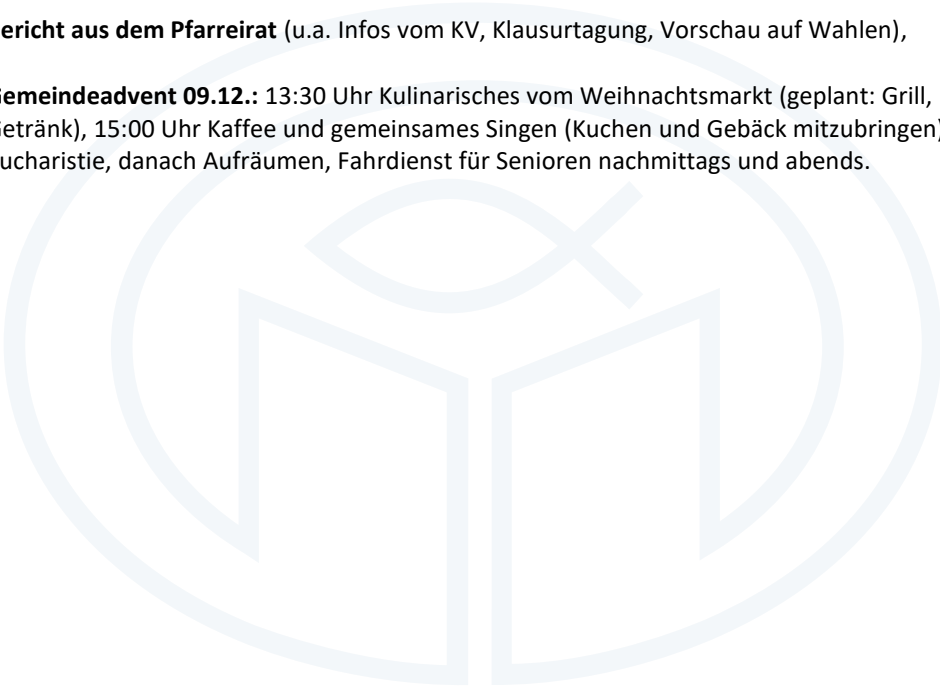 ericht aus dem Pfarreirat (u.a. Infos vom KV, Klausurtagung, Vorschau auf Wahlen),
emeindeadvent 09.12.: 13:30 Uhr Kulinarisches vom Weihnachtsmarkt (geplant: Grill,
etränk), 15:00 Uhr Kaffee und gemeinsames Singen (Kuchen und Gebäck mitzubringen)
ucharistie, danach Aufräumen, Fahrdienst für Senioren nachmittags und abends.